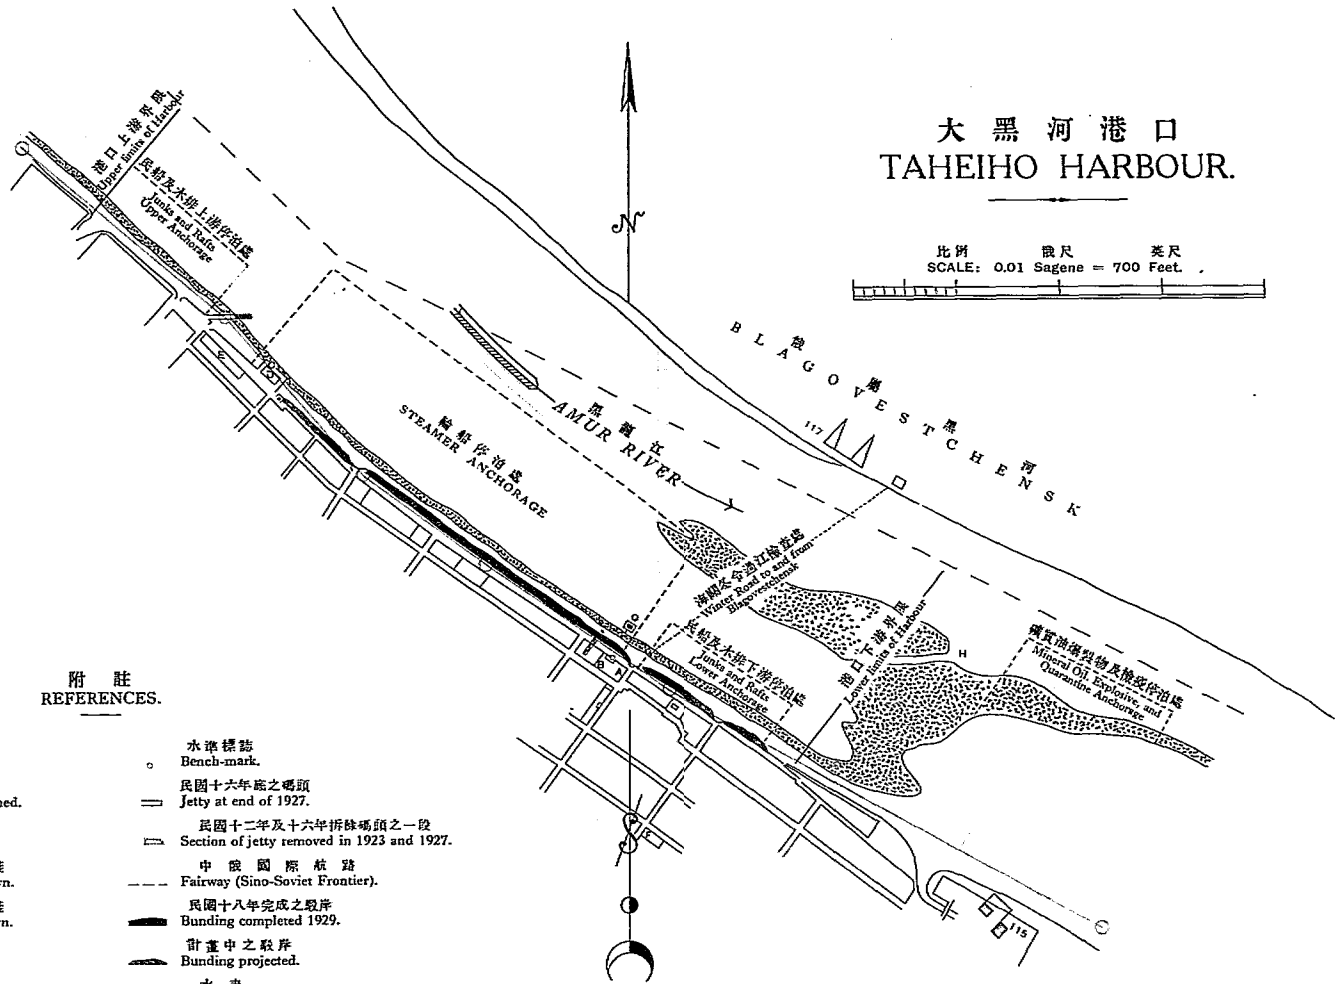 大黑河港口
TAHEIHO HARBOUR.
比例 俄尺 英尺
SCALE: 0.01 Sagene = 700 Feet.
N
港口上游界限
Upper limits of Harbour
民船及木排上游停泊處
Junks and Rafts
Upper Anchorage
E
輪船停泊處
STEAMER ANCHORAGE
黑龍江
AMUR RIVER
俄屬黑河
BLAGOVESTCHENSK
117
海關冬令過江檢查處
Winter Road to and from
Blagovestchensk
G
民船及木排下游停泊處
Junks and Rafts
Lower Anchorage
港口下游界限
Lower limits of Harbour
H
礦質油爆裂物及檢疫停泊處
Mineral Oil, Explosive, and
Quarantine Anchorage
S
115
附註
REFERENCES.
水準標誌
Bench-mark.
民國十六年底之碼頭
Jetty at end of 1927.
民國十二年及十六年拆除碼頭之一段
Section of jetty removed in 1923 and 1927.
中俄國際航路
Fairway (Sino-Soviet Frontier).
民國十八年完成之駁岸
Bunding completed 1929.
計畫中之駁岸
Bunding projected.